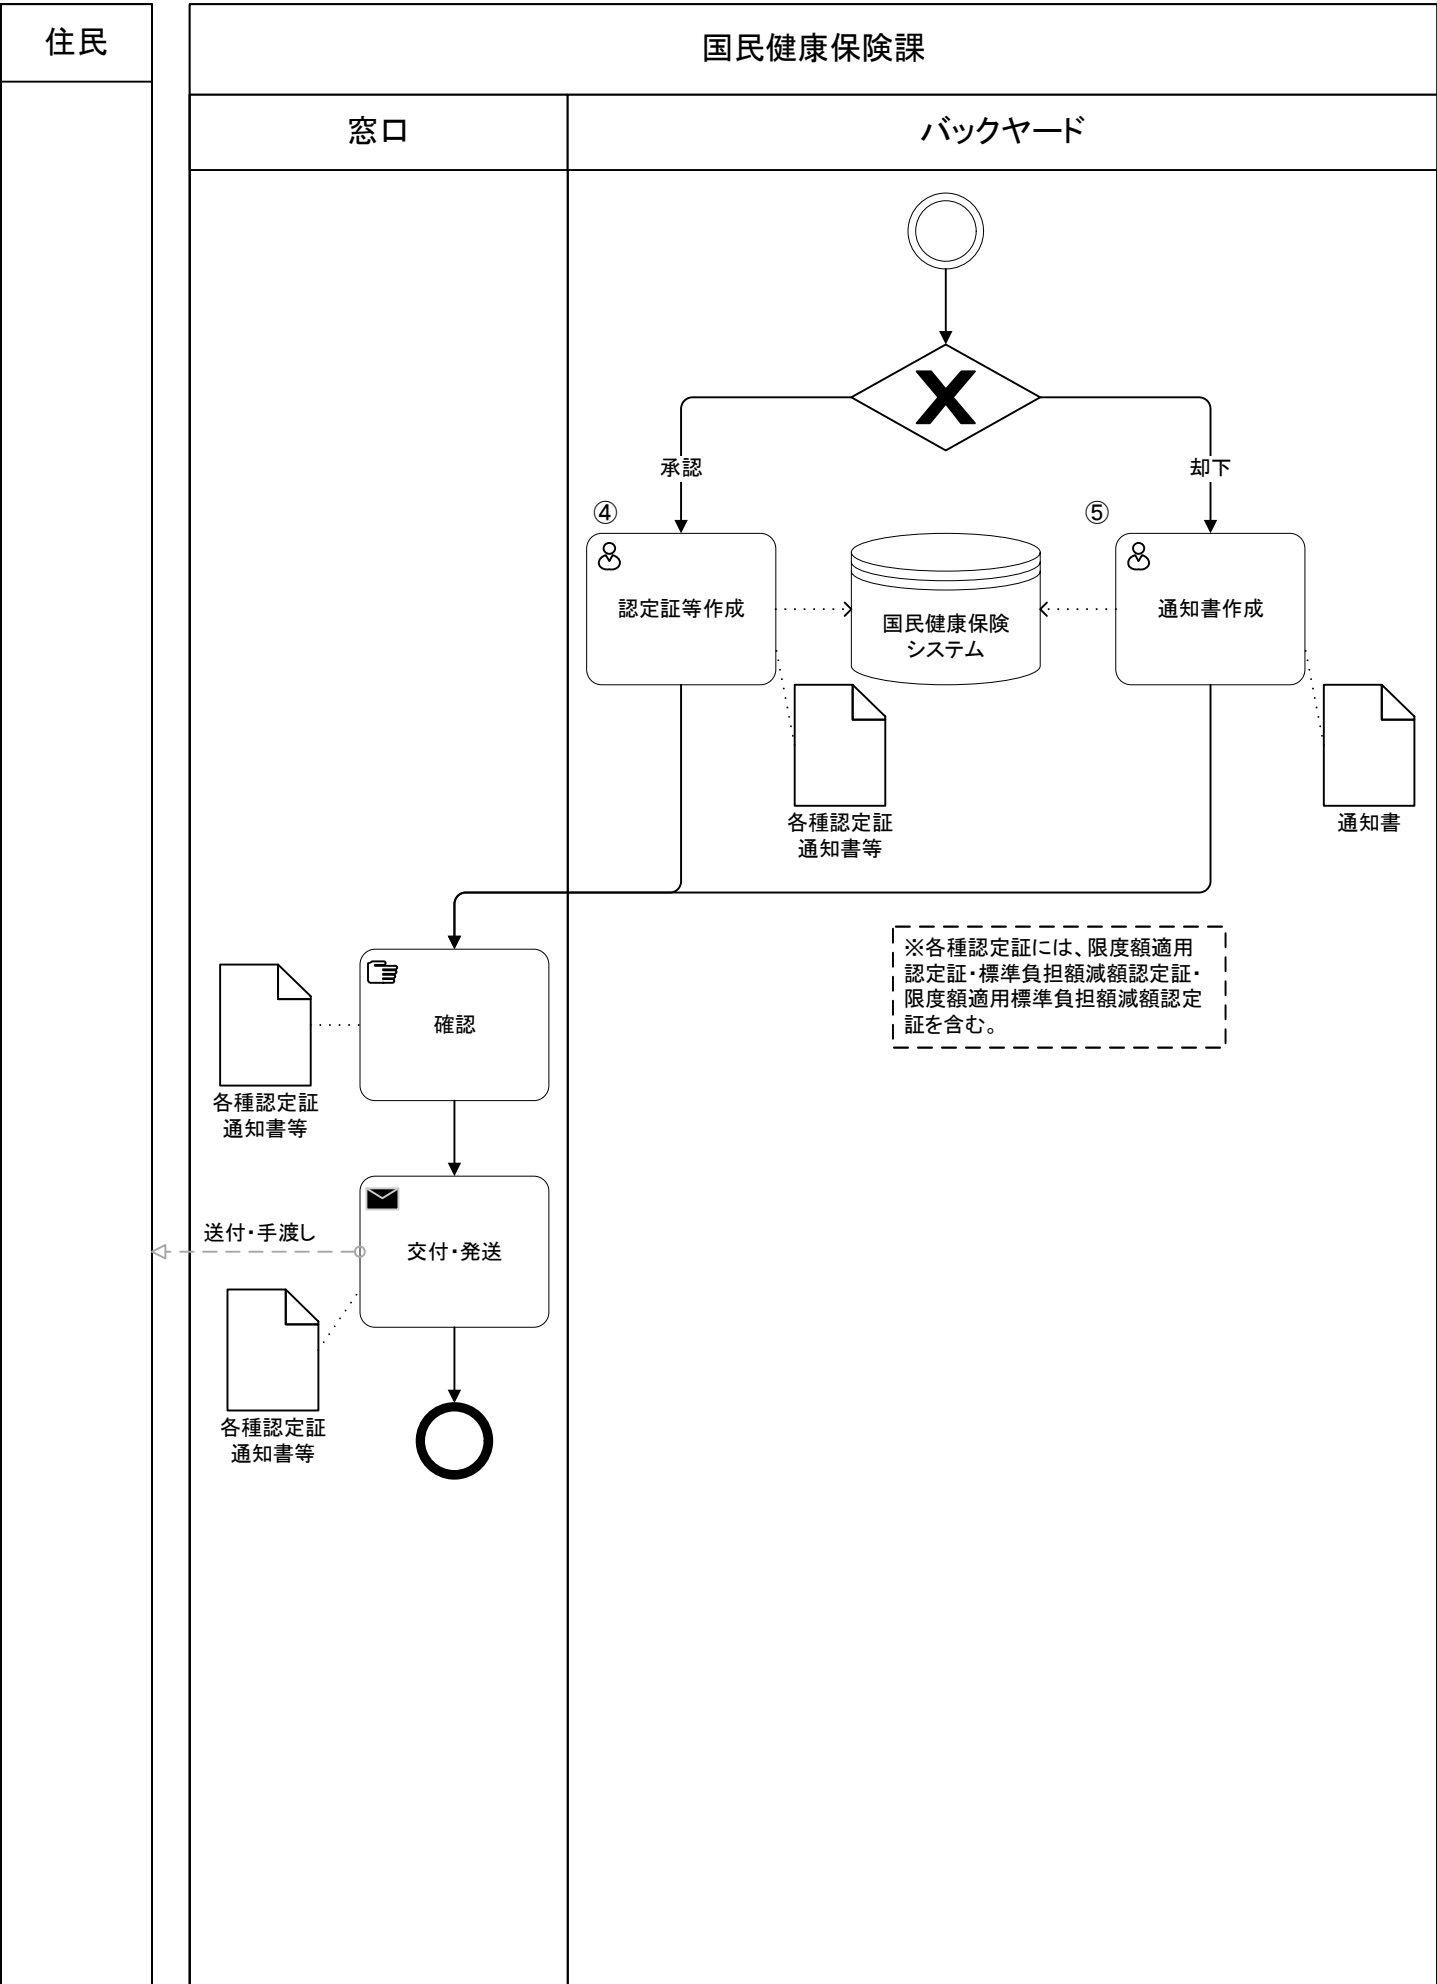 住民
国民健康保険課
窓口
バックヤード
承認
却下
④
⑤
認定証等作成
国民健康保険
システム
通知書作成
各種認定証
通知書等
通知書
※各種認定証には、限度額適用
認定証・標準負担額減額認定証・
限度額適用標準負担額減額認定
証を含む。
確認
各種認定証
通知書等
送付・手渡し
交付・発送
各種認定証
通知書等